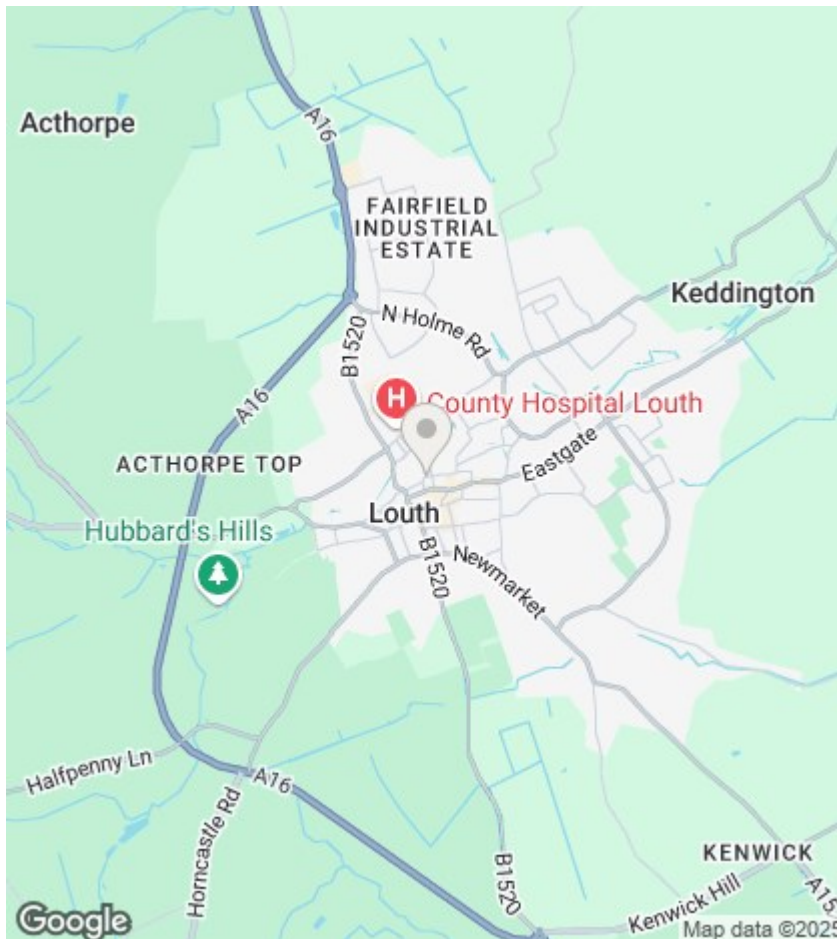 Acthorpe
A16
FAIRFIELD
INDUSTRIAL
ESTATE
Keddington
N Holme Rd
B1520
A16
County Hospital Louth
ACTHORPE TOP
Eastgate
Louth
Hubbard's Hills
B1520
Newmarket
Halfpenny Ln
A16
Horncastle Rd
B1520
KENWICK
Kenwick Hill
Google
Map data ©2025